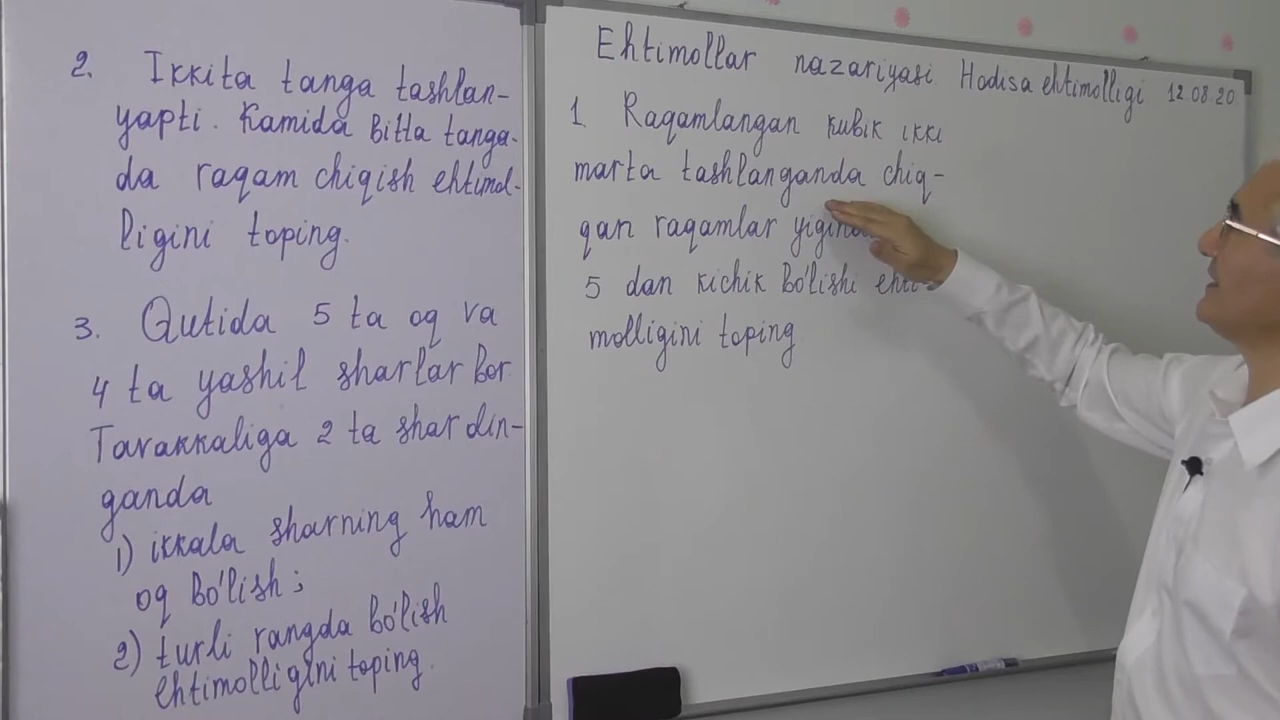 2. Ikkita tanga tashlan-
yapti. Kamida bitta tanga-
da raqam chiqish ehtimol-
ligini toping.
3. Qutida 5 ta oq va
4 ta yashil sharlar bor
Tavakkaliga 2 ta shar din-
ganda
1) ikkala sharning ham
oq bo'lish;
2) turli rangda bo'lish
ehtimolligini toping.
Ehtimollar nazariyasi Hodisa ehtimolligi 12.08.20
1. Raqamlangan kubik ikki
marta tashlanganda chiq-
qan raqamlar
5 dan kichik bo'lishi
molligini toping